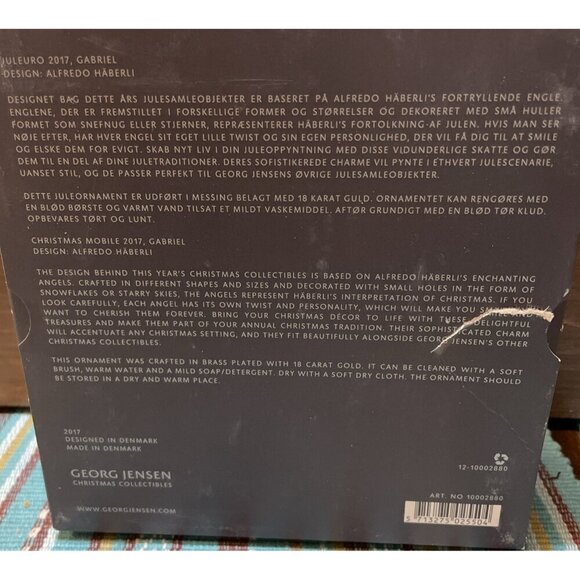 JULEURO 2017, GABRIEL
DESIGN: ALFREDO HÄBERLI
DESIGNET BAG DETTE ÅRS JULESAMLEOBJEKTER ER BASERET PÅ ALFREDO HÄBERLI'S FORTRYLLENDE ENGLE.
ENGLENE, DER ER FREMSTILLET I FORSKELLIGE FORMER OG STØRRELSER OG DEKORERET MED SMÅ HULLER
FORMET SOM SNEFNUG ELLER STJERNER, REPRÆSENTERER HÄBERLI'S FORTOLKNING AF JULEN. HVIS MAN SER
NØJE EFTER, HAR HVER ENGEL SIT EGET LILLE TWIST OG SIN EGEN PERSONLIGHED, DER VIL FÅ DIG TIL AT SMILE
OG ELSKE DEM FOR EVIGT. SKAB NYT LIV I DIN JULEOPPYNTNING MED DISSE VIDUNDERLIGE SKATTE OG GØR
DEM TIL EN DEL AF DINE JULETRADITIONER. DERES SOFISTIKEREDE CHARME VIL PYNTE I ETHVERT JULESCENARIE,
UANSET STIL, OG DE PASSER PERFEKT TIL GEORG JENSENS ØVRIGE JULESAMLEOBJEKTER.
DETTE JULEORNAMENT ER UDFØRT I MESSING BELAGT MED 18 KARAT GULD. ORNAMENTET KAN RENGØRES MED
EN BLØD BØRSTE OG VARMT VAND TILSAT ET MILDT VASKEMIDDEL. AFTØR GRUNDIGT MED EN BLØD TØR KLUD.
OPBEVARES TØRT OG LUNT.
CHRISTMAS MOBILE 2017, GABRIEL
DESIGN: ALFREDO HÄBERLI
THE DESIGN BEHIND THIS YEAR'S CHRISTMAS COLLECTIBLES IS BASED ON ALFREDO HÄBERLI'S ENCHANTING
ANGELS. CRAFTED IN DIFFERENT SHAPES AND SIZES AND DECORATED WITH SMALL HOLES IN THE FORM OF
SNOWFLAKES OR STARRY SKIES, THE ANGELS REPRESENT HÄBERLI'S INTERPRETATION OF CHRISTMAS. IF YOU
LOOK CAREFULLY, EACH ANGEL HAS ITS OWN TWIST AND PERSONALITY, WHICH WILL MAKE YOU SMILE AND
WANT TO CHERISH THEM FOREVER. BRING YOUR CHRISTMAS DÉCOR TO LIFE WITH THESE DELIGHTFUL
TREASURES AND MAKE THEM PART OF YOUR ANNUAL CHRISTMAS TRADITION. THEIR SOPHISTICATED CHARM
WILL ACCENTUATE ANY CHRISTMAS SETTING, AND THEY FIT BEAUTIFULLY ALONGSIDE GEORG JENSEN'S OTHER
CHRISTMAS COLLECTIBLES.
THIS ORNAMENT WAS CRAFTED IN BRASS PLATED WITH 18 CARAT GOLD. IT CAN BE CLEANED WITH A SOFT
BRUSH, WARM WATER AND A MILD SOAP/DETERGENT. DRY WITH A SOFT DRY CLOTH. THE ORNAMENT SHOULD
BE STORED IN A DRY AND WARM PLACE.
2017
DESIGNED IN DENMARK
MADE IN DENMARK
12-10002880
GEORG JENSEN
CHRISTMAS COLLECTIBLES
ART. NO 10002880
WWW.GEORGJENSEN.COM
5 713275 025504